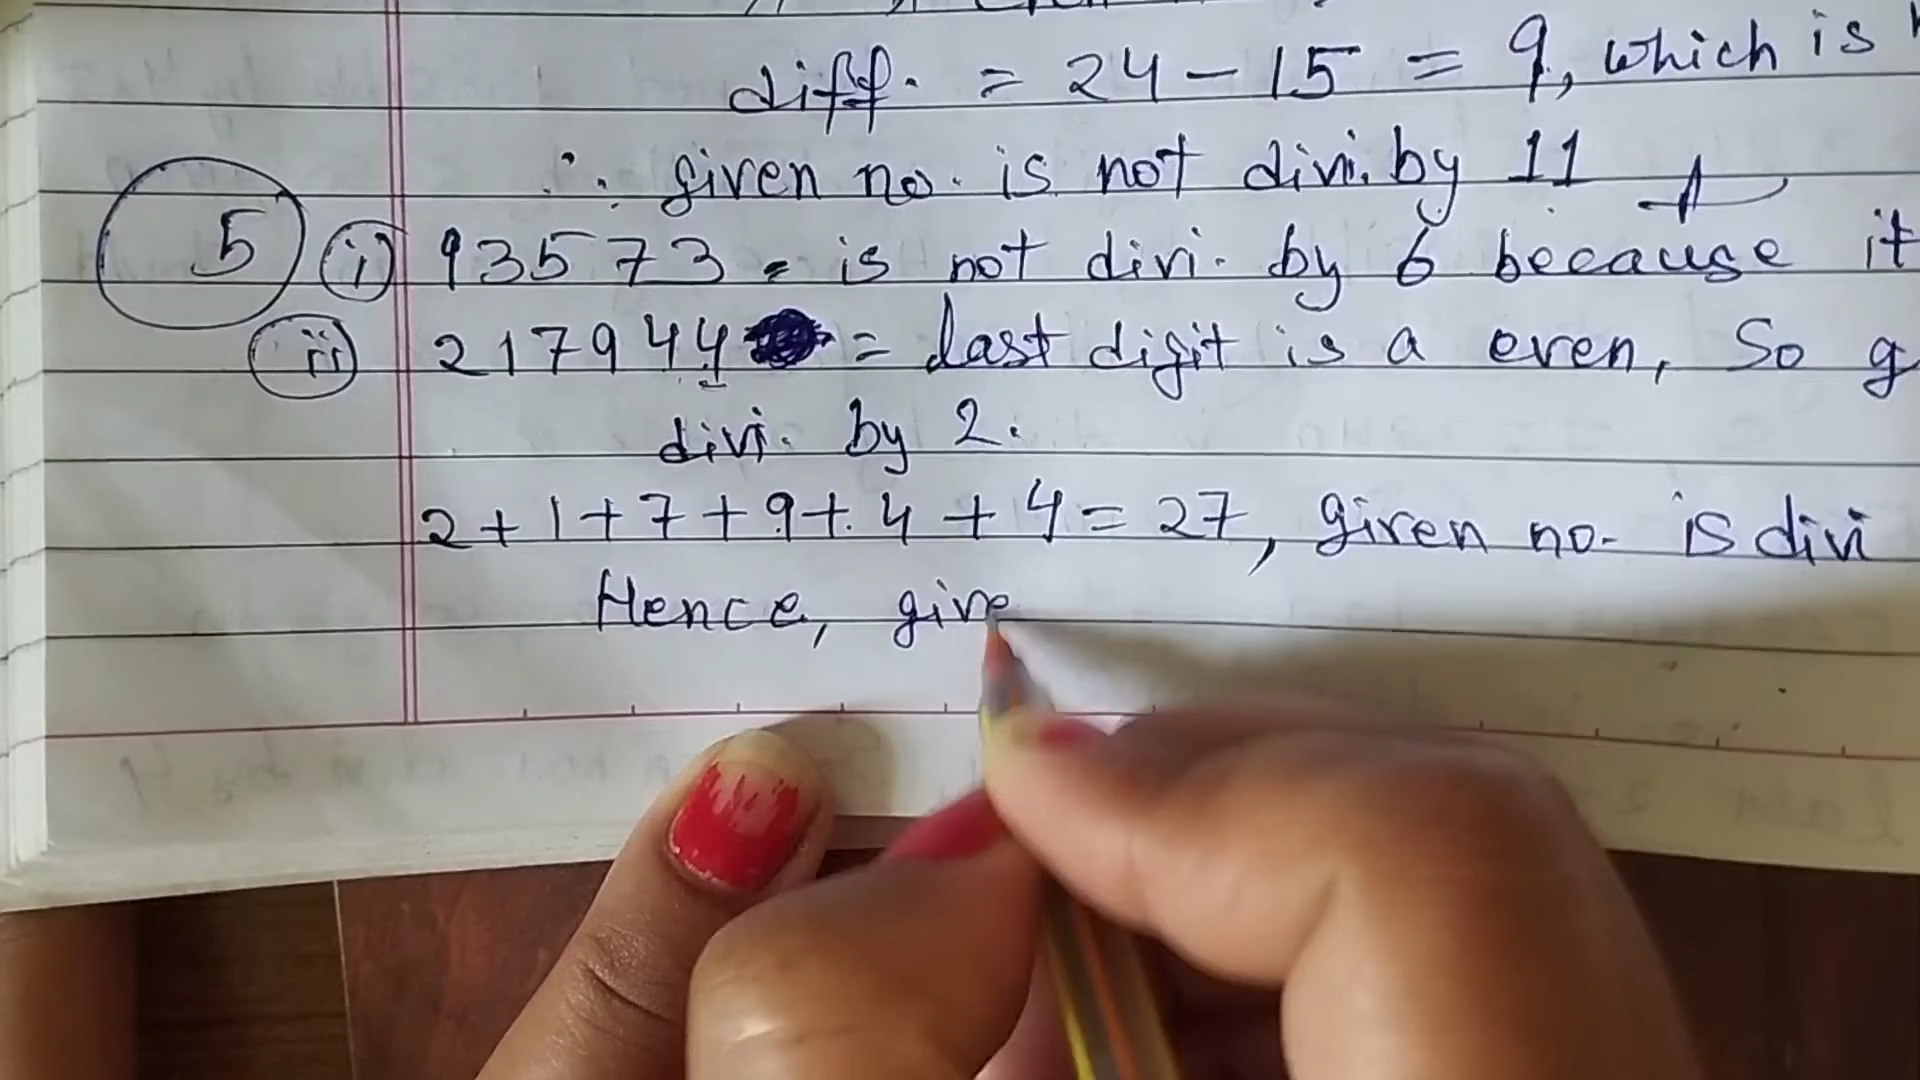 diff. = 24 - 15 = 9, which is
∴ given no. is not divi. by 11
5 (i) 93573 = is not divi. by 6 because it
(ii) 217944 = last digit is a even, So g
divi. by 2.
2+1+7+9+4+4=27, given no. is divi
Hence, give